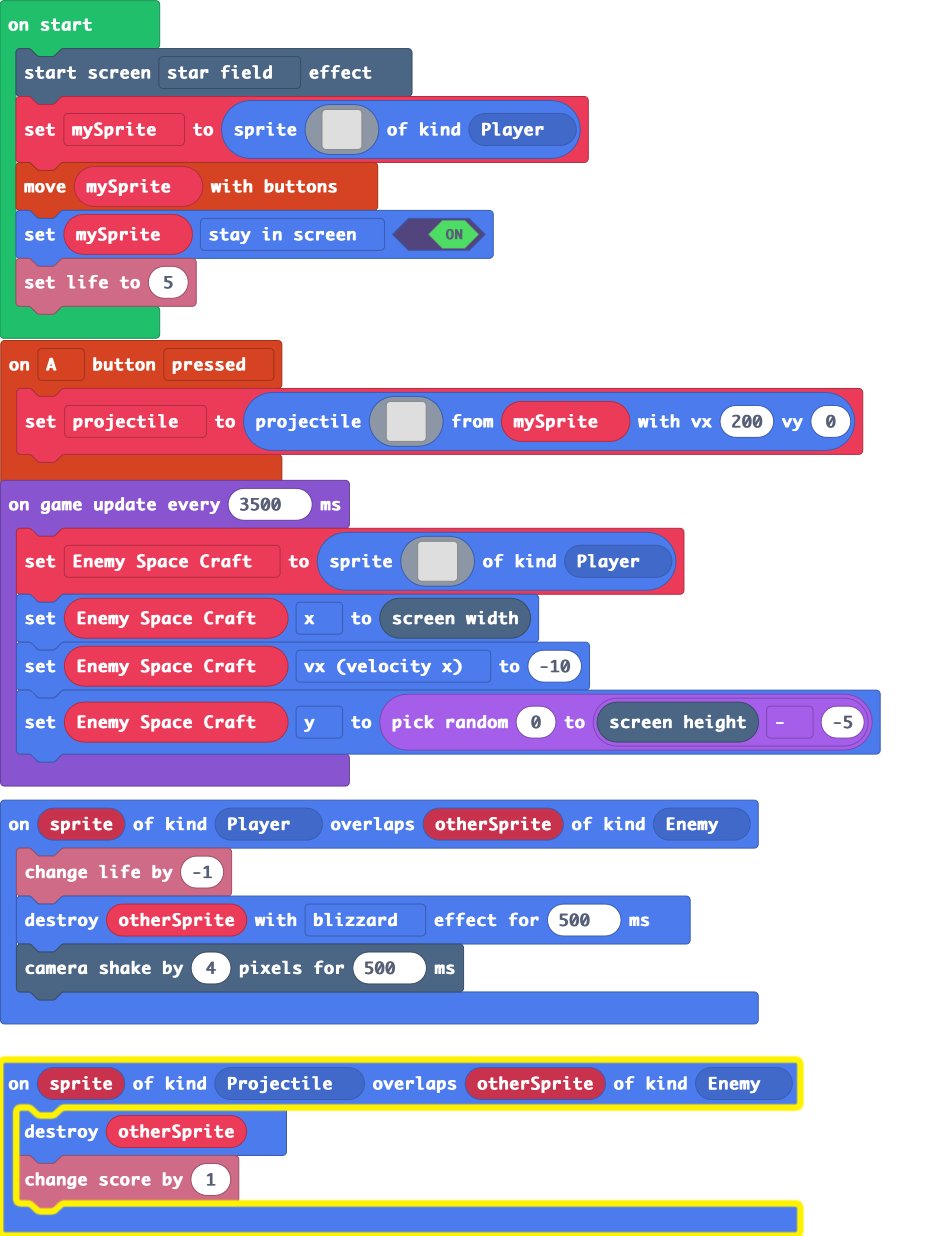 on start
start screen star field effect
set mySprite to sprite of kind Player
move mySprite with buttons
set mySprite stay in screen ON
set life to 5
on A button pressed
set projectile to projectile from mySprite with vx 200 vy 0
on game update every 3500 ms
set Enemy Space Craft to sprite of kind Player
set Enemy Space Craft x to screen width
set Enemy Space Craft vx (velocity x) to -10
set Enemy Space Craft y to pick random 0 to screen height - -5
on sprite of kind Player overlaps otherSprite of kind Enemy
change life by -1
destroy otherSprite with blizzard effect for 500 ms
camera shake by 4 pixels for 500 ms
on sprite of kind Projectile overlaps otherSprite of kind Enemy
destroy otherSprite
change score by 1